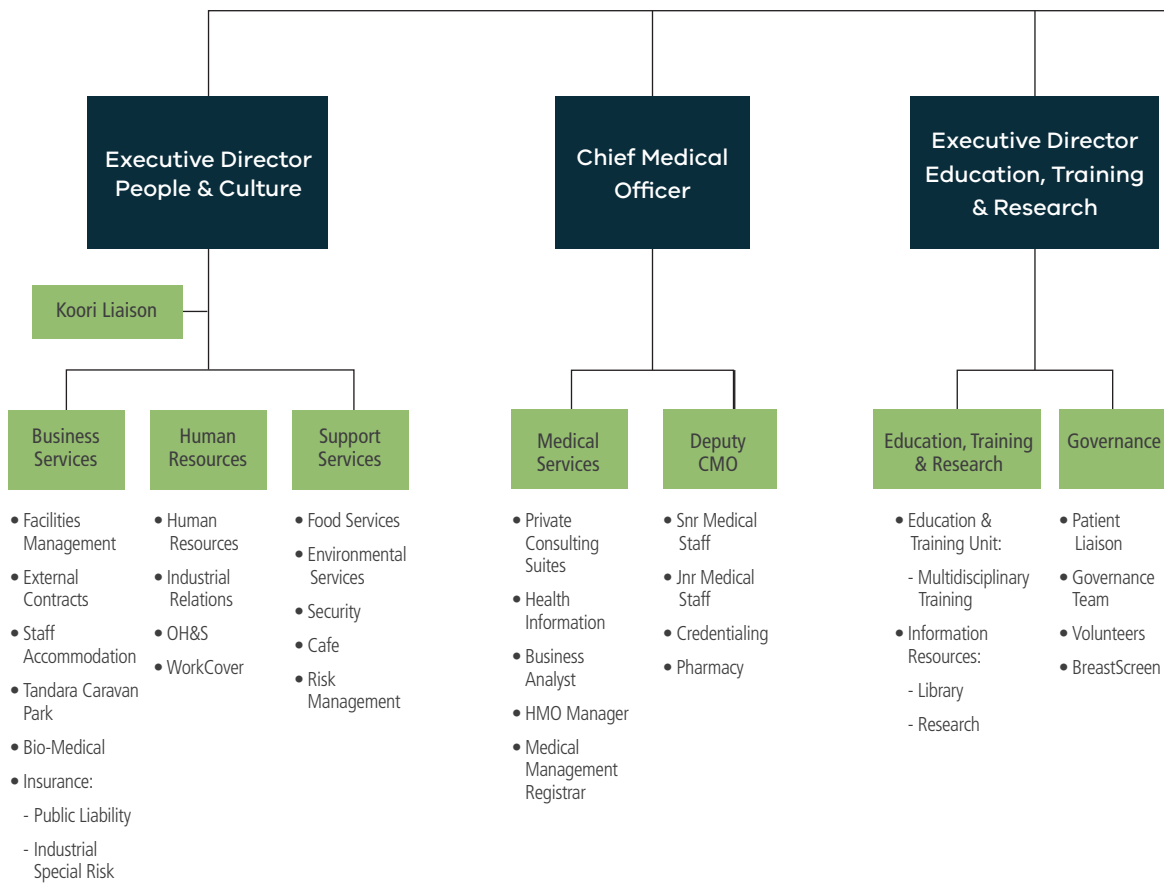 Executive Director
People & Culture
Chief Medical
Officer
Executive Director
Education, Training
& Research
Koori Liaison
Business
Services
Human
Resources
Support
Services
Medical
Services
Deputy
CMO
Education, Training
& Research
Governance
• Facilities
Management
• External
Contracts
• Staff
Accommodation
• Tandara Caravan
Park
• Bio-Medical
• Insurance:
- Public Liability
- Industrial
Special Risk
• Human
Resources
• Industrial
Relations
• OH&S
• WorkCover
• Food Services
• Environmental
Services
• Security
• Cafe
• Risk
Management
• Private
Consulting
Suites
• Health
Information
• Business
Analyst
• HMO Manager
• Medical
Management
Registrar
• Snr Medical
Staff
• Jnr Medical
Staff
• Credentialing
• Pharmacy
• Education &
Training Unit:
- Multidisciplinary
Training
• Information
Resources:
- Library
- Research
• Patient
Liaison
• Governance
Team
• Volunteers
• BreastScreen